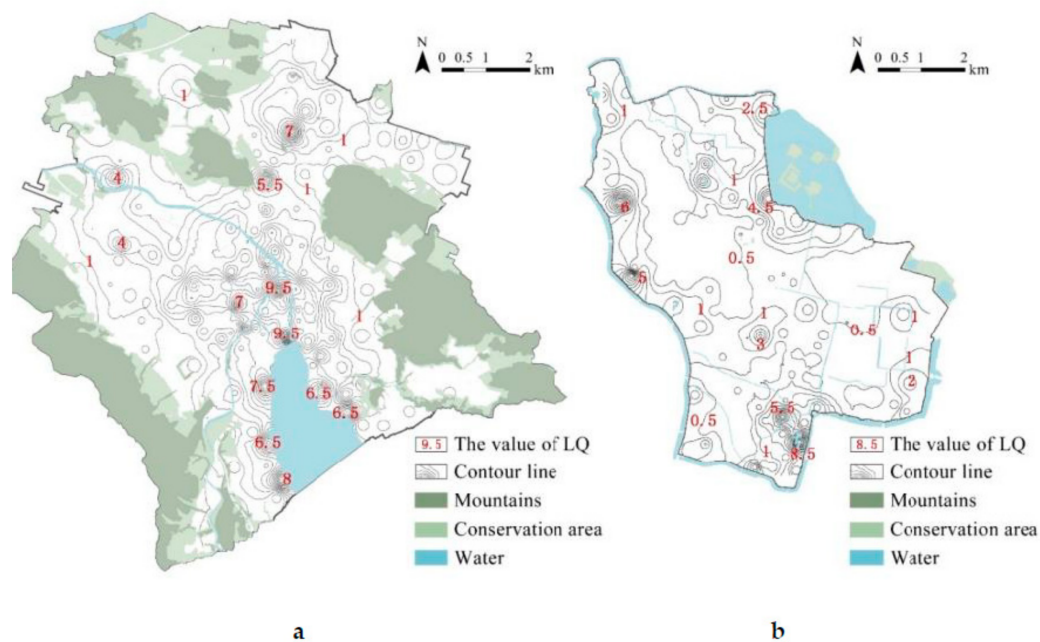 N
0 0.5 1 2
km
1
7
1
5.5
1
4
4
1
9.5
7
1
9.5
7.5
6.5
6.5
6.5
8
9.5 The value of LQ
Contour line
Mountains
Conservation area
Water
a
N
0 0.5 1 2
km
1
2.5
1
6
4.5
0.5
5
1
1
1
0.5
3
1
2
5.5
0.5
1
8.5
8.5 The value of LQ
Contour line
Mountains
Conservation area
Water
b